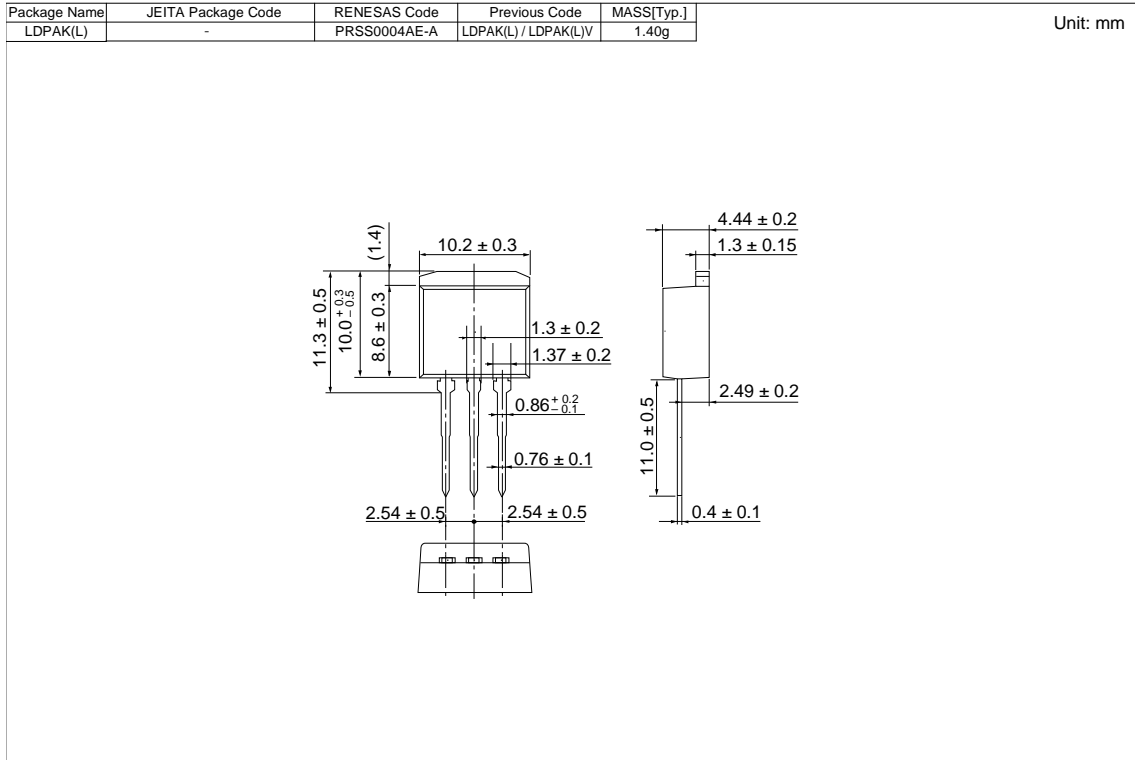 Package Name JEITA Package Code RENESAS Code Previous Code MASS[Typ.]
LDPAK(L) - PRSS0004AE-A LDPAK(L) / LDPAK(L)V 1.40g
Unit: mm
4.44 ± 0.2
(1.4)
10.2 ± 0.3
1.3 ± 0.15
11.3 ± 0.5
10.0 + 0.3 − 0.5
8.6 ± 0.3
1.3 ± 0.2
1.37 ± 0.2
2.49 ± 0.2
0.86 + 0.2 − 0.1
11.0 ± 0.5
0.76 ± 0.1
2.54 ± 0.5 2.54 ± 0.5
0.4 ± 0.1